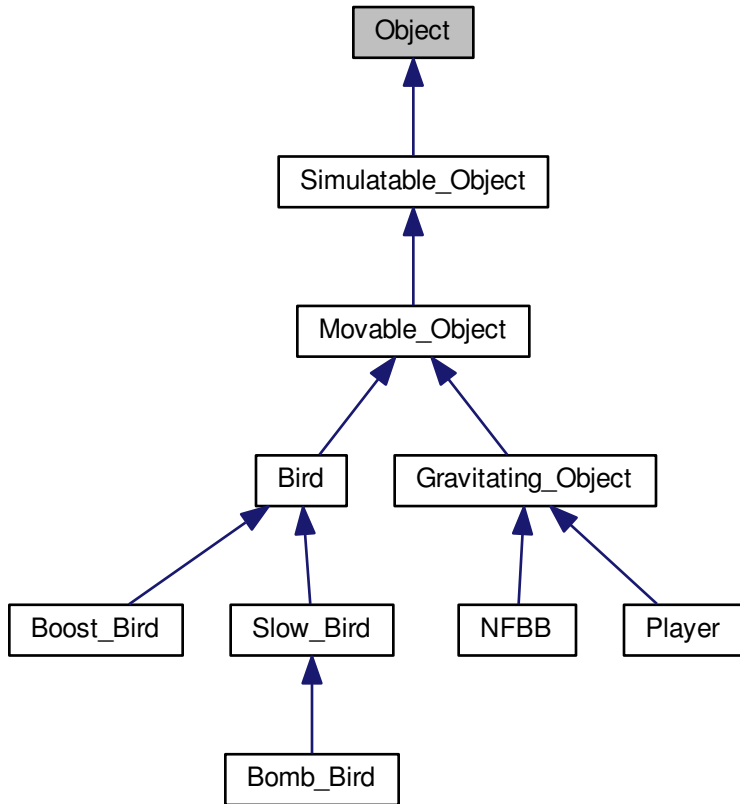 Object
Simulatable_Object
Movable_Object
Bird
Gravitating_Object
Boost_Bird
Slow_Bird
NFBB
Player
Bomb_Bird